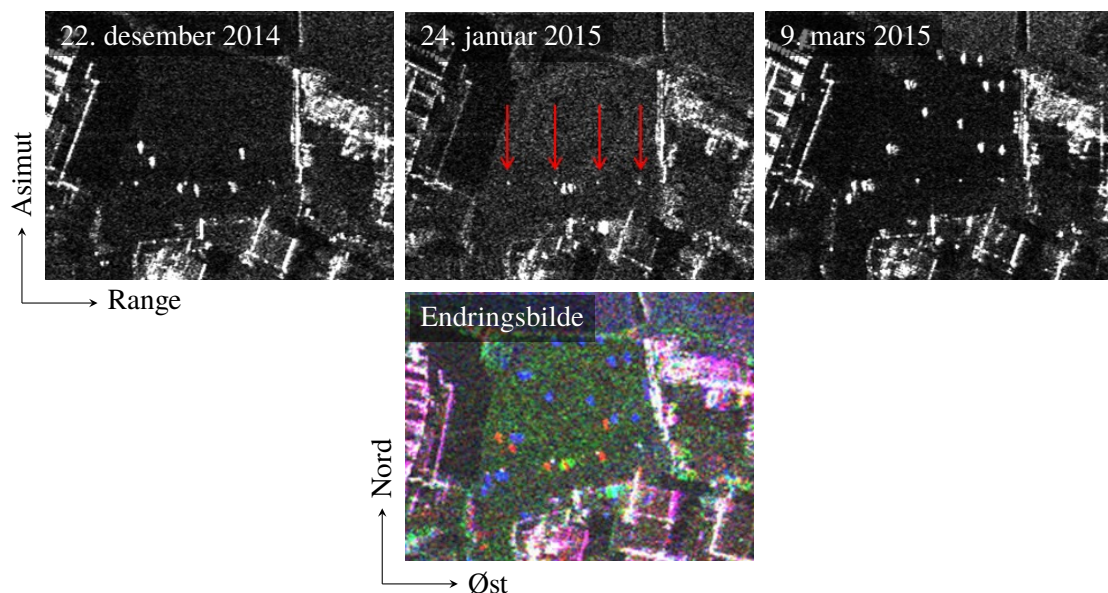 22. desember 2014
24. januar 2015
9. mars 2015
Asimut
Range
Endringsbilde
Nord
Øst